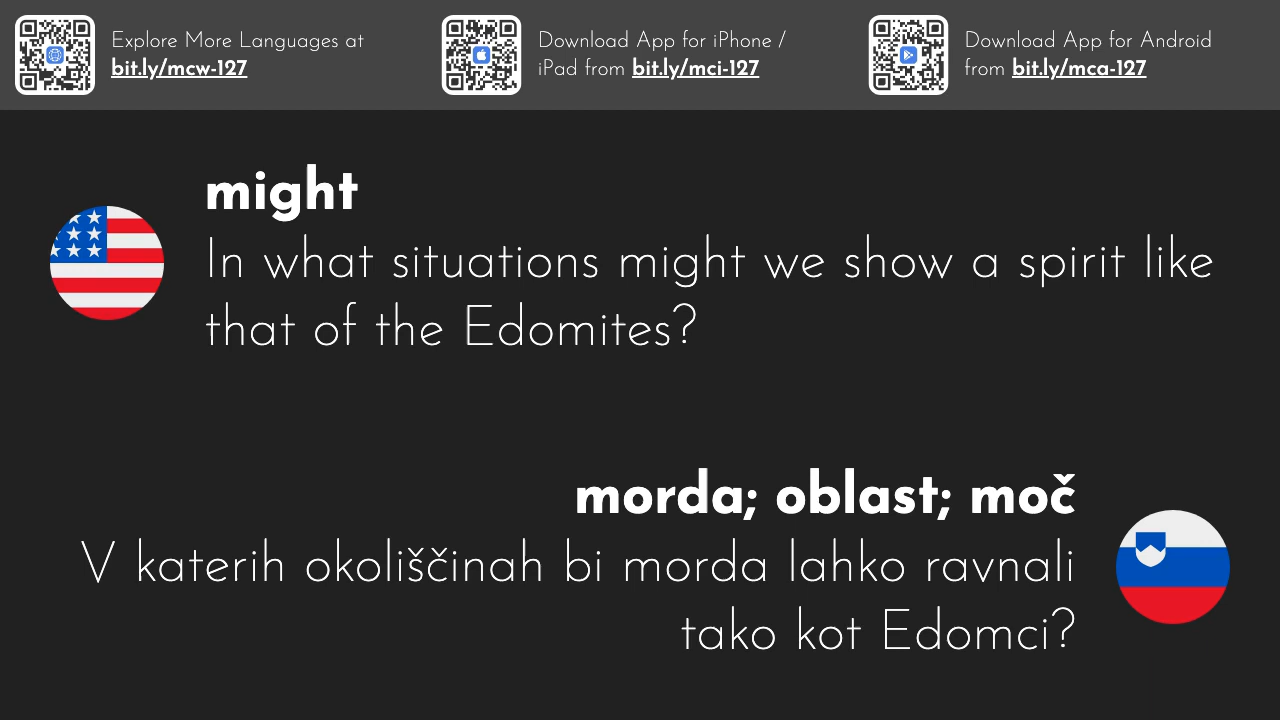 Explore More Languages at
bit.ly/mcw-127
Download App for iPhone /
iPad from bit.ly/mci-127
Download App for Android
from bit.ly/mca-127
might
In what situations might we show a spirit like
that of the Edomites?
morda; oblast; moč
V katerih okoliščinah bi morda lahko ravnali
tako kot Edomci?